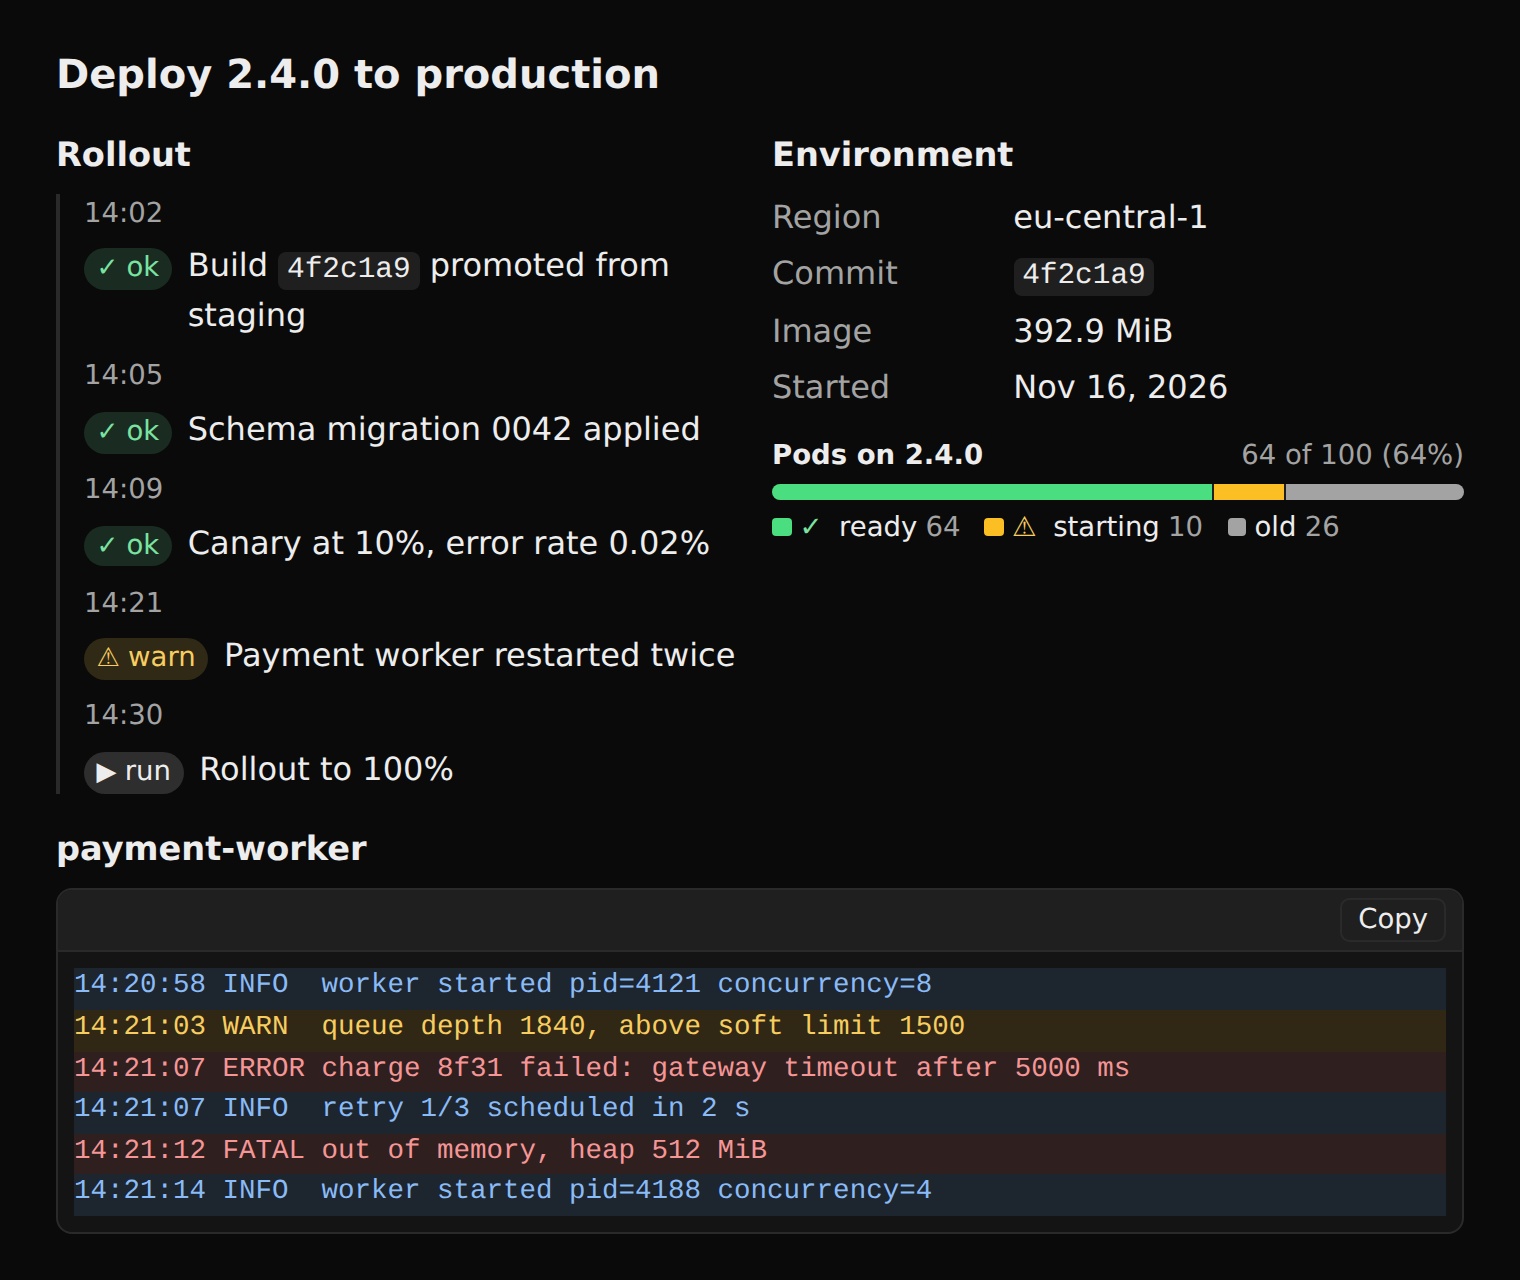 Deploy 2.4.0 to production
Rollout
14:02
✓ ok Build 4f2c1a9 promoted from
staging
14:05
✓ ok Schema migration 0042 applied
14:09
✓ ok Canary at 10%, error rate 0.02%
14:21
⚠ warn Payment worker restarted twice
14:30
▶ run Rollout to 100%
Environment
Region eu-central-1
Commit 4f2c1a9
Image 392.9 MiB
Started Nov 16, 2026
Pods on 2.4.0 64 of 100 (64%)
✓ ready 64 ⚠ starting 10 old 26
payment-worker
Copy
14:20:58 INFO  worker started pid=4121 concurrency=8
14:21:03 WARN  queue depth 1840, above soft limit 1500
14:21:07 ERROR charge 8f31 failed: gateway timeout after 5000 ms
14:21:07 INFO  retry 1/3 scheduled in 2 s
14:21:12 FATAL out of memory, heap 512 MiB
14:21:14 INFO  worker started pid=4188 concurrency=4